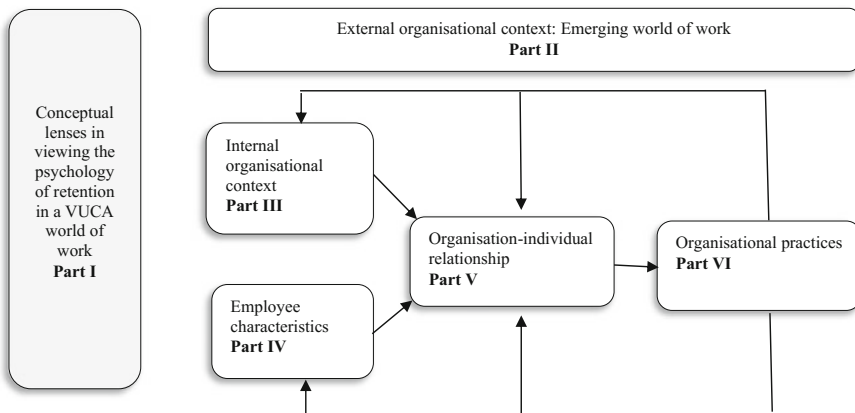 Conceptual
lenses in
viewing the
psychology
of retention
in a VUCA
world of
work
Part I
External organisational context: Emerging world of work
Part II
Internal
organisational
context
Part III
Employee
characteristics
Part IV
Organisation-individual
relationship
Part V
Organisational practices
Part VI